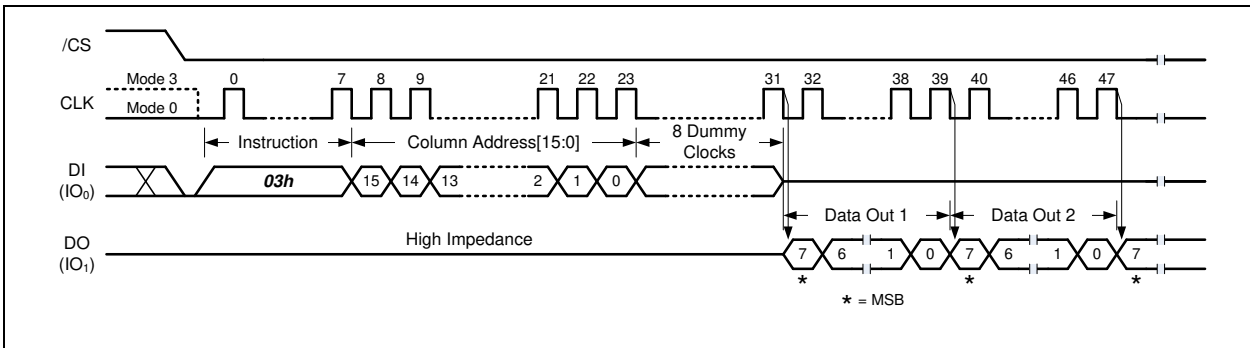 /CS
Mode 3 0 7 8 9 21 22 23 31 32 38 39 40 46 47
CLK Mode 0
Instruction Column Address[15:0] 8 Dummy Clocks
DI (IO₀) 03h 15 14 13 2 1 0
Data Out 1 Data Out 2
DO (IO₁) High Impedance 7 6 1 0 7 6 1 0 7
* * *
* = MSB